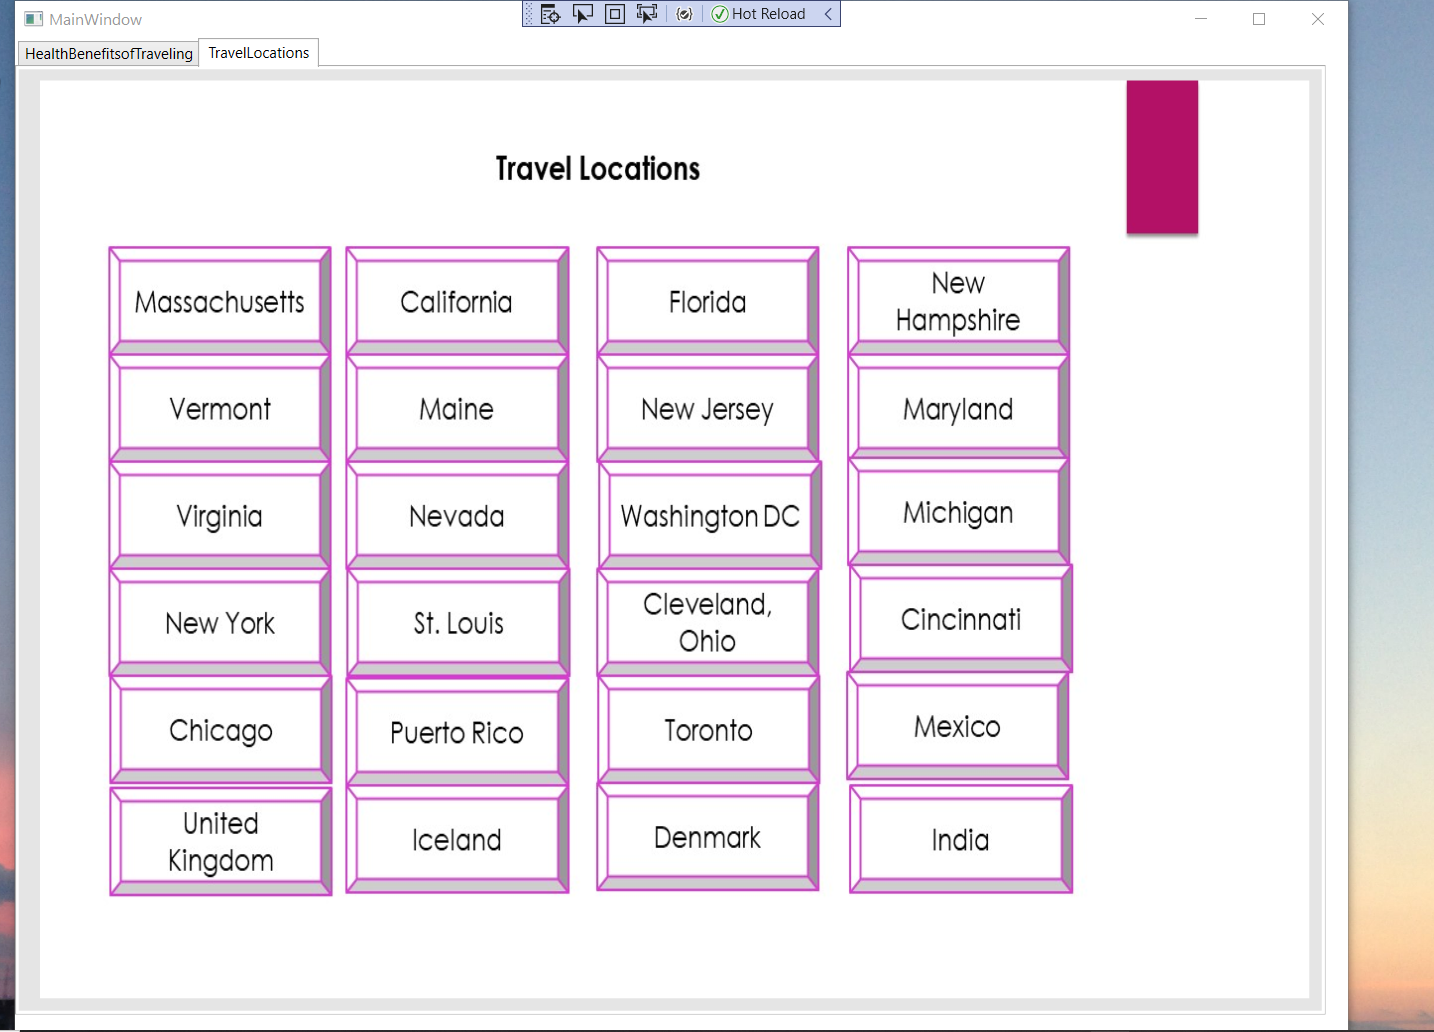 MainWindow
Hot Reload
HealthBenefitsofTraveling
TravelLocations
Travel Locations
Massachusetts
California
Florida
New
Hampshire
Vermont
Maine
New Jersey
Maryland
Virginia
Nevada
Washington DC
Michigan
New York
St. Louis
Cleveland,
Ohio
Cincinnati
Chicago
Puerto Rico
Toronto
Mexico
United
Kingdom
Iceland
Denmark
India